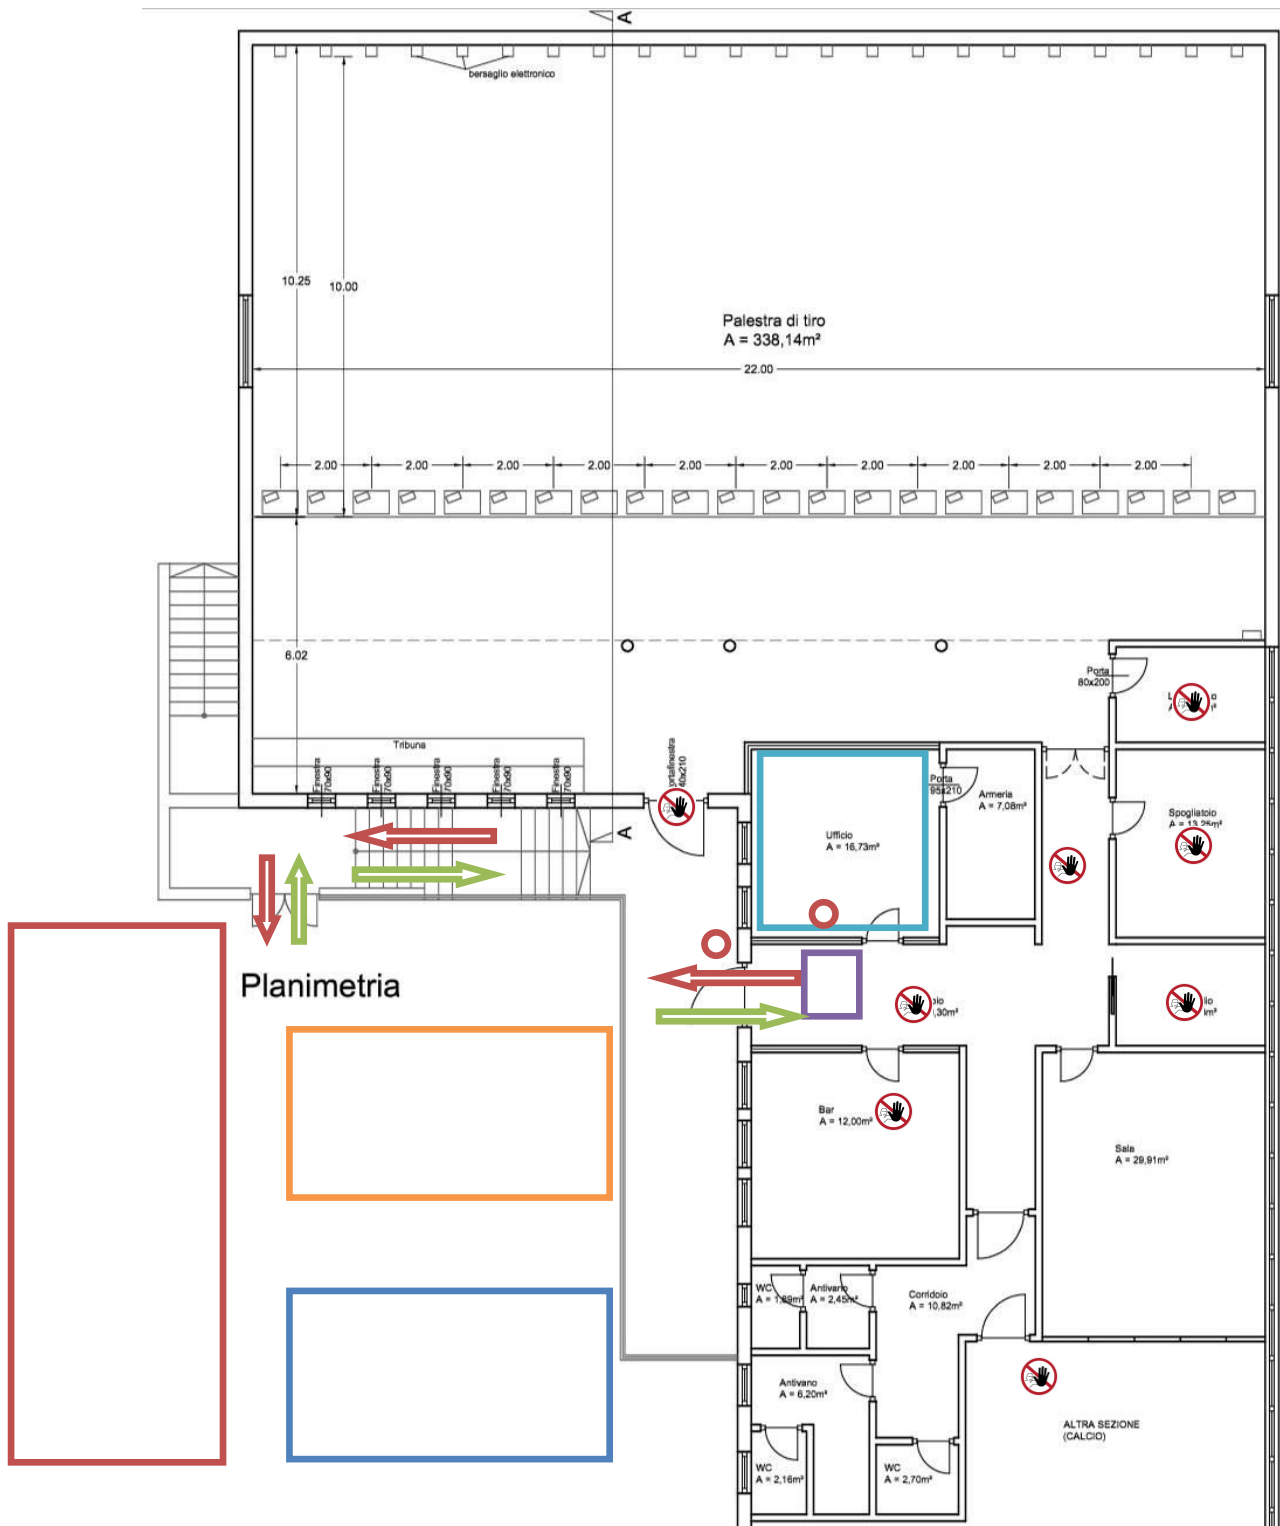 A
bersaglio elettronico
10.25
10.00
Palestra di tiro
A = 338,14m²
22.00
2.00
2.00
2.00
2.00
2.00
2.00
2.00
2.00
2.00
2.00
6.02
Porta
80x200
Tribuna
Finestra
70x90
Finestra
70x90
Finestra
70x90
Finestra
70x90
Finestra
70x90
A
Porta
95x210
Armeria
A = 7,08m²
Ufficio
A = 16,73m²
Spogliatoio
A = 13,25m²
Planimetria
Bar
A = 12,00m²
Sala
A = 29,91m²
WC
A = 1,89m²
Antivano
A = 2,45m²
Corridoio
A = 10,82m²
Antivano
A = 6,20m²
ALTRA SEZIONE
(CALCIO)
WC
A = 2,16m²
WC
A = 2,70m²